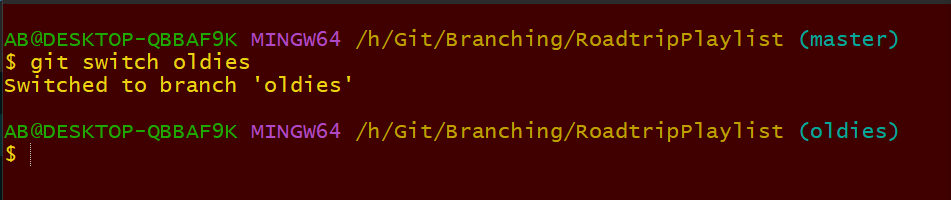 AB@DESKTOP-QBBAF9K MINGW64 /h/Git/Branching/RoadtripPlaylist (master)
$ git switch oldies
Switched to branch 'oldies'
AB@DESKTOP-QBBAF9K MINGW64 /h/Git/Branching/RoadtripPlaylist (oldies)
$